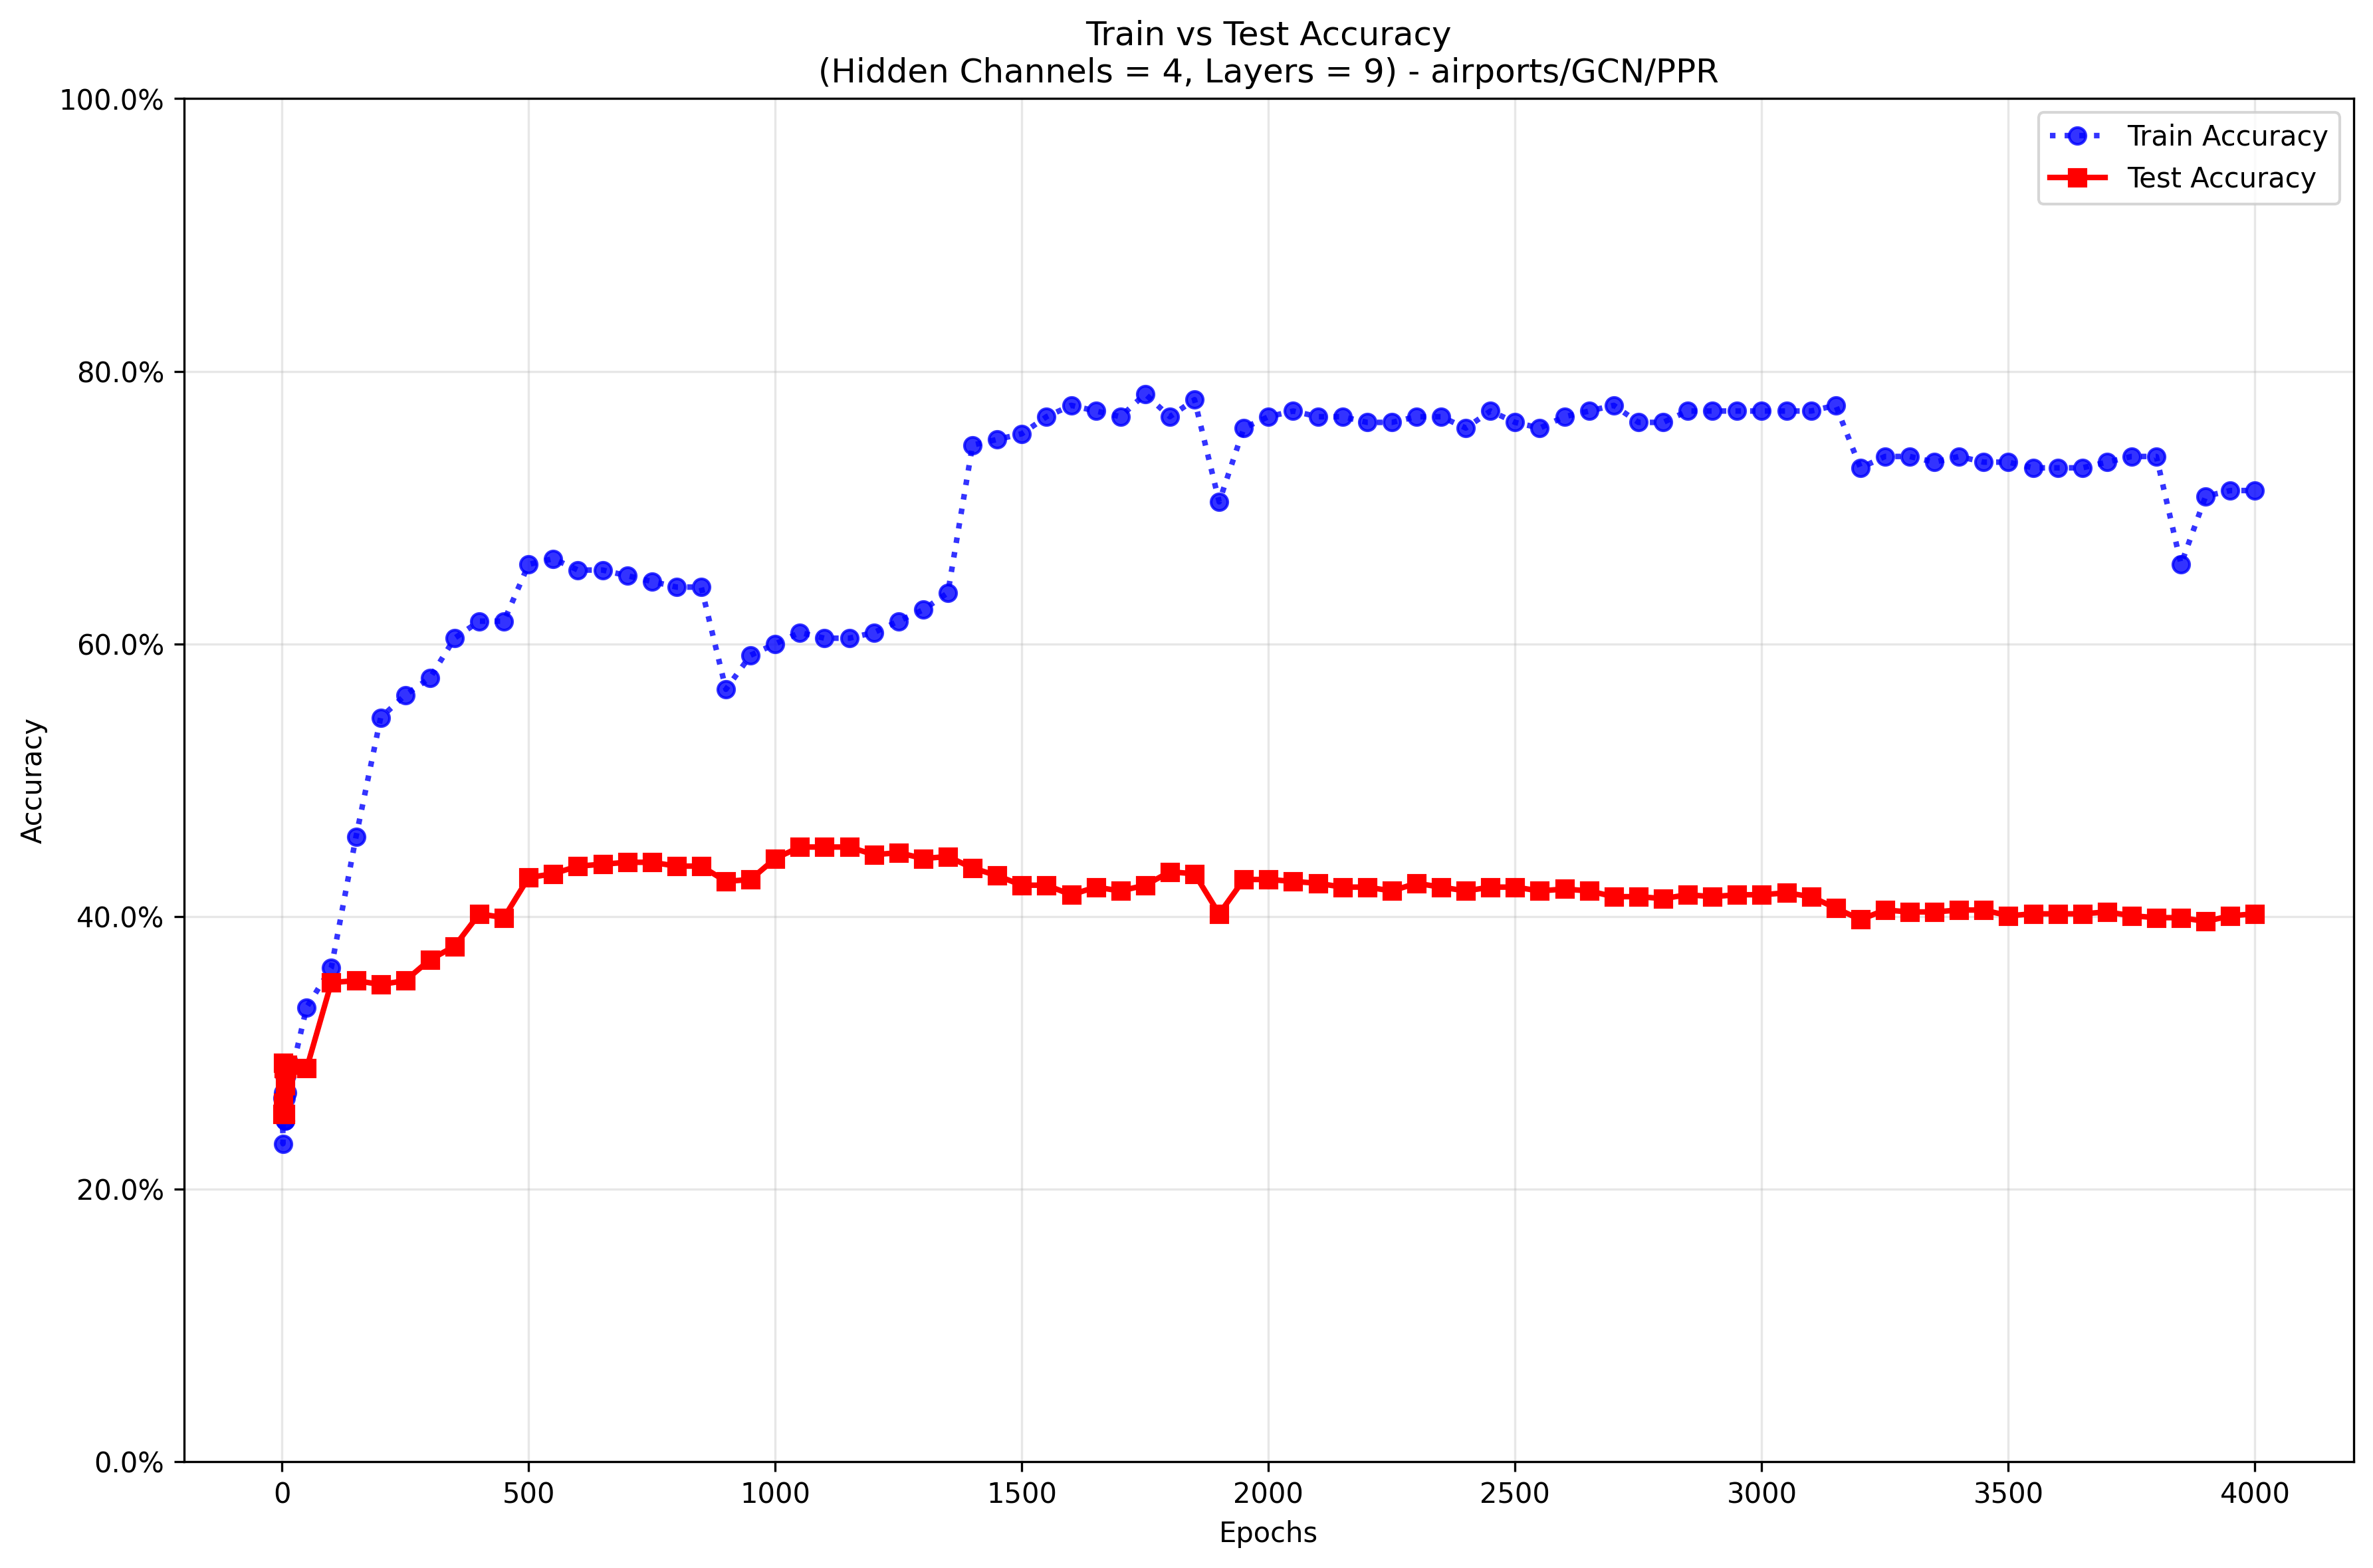 Train vs Test Accuracy
(Hidden Channels = 4, Layers = 9) - airports/GCN/PPR
100.0%
80.0%
60.0%
40.0%
20.0%
0.0%
Accuracy
Train Accuracy
Test Accuracy
0 500 1000 1500 2000 2500 3000 3500 4000
Epochs